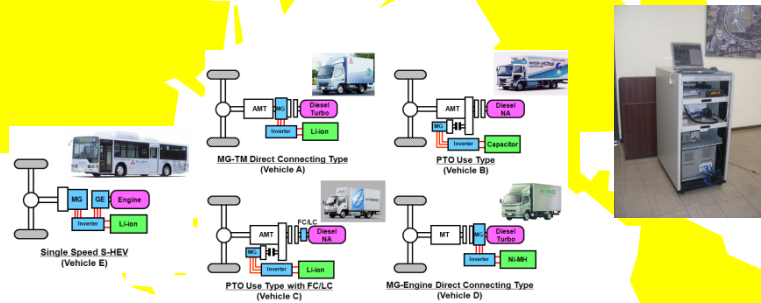 AMT
MG
Diesel
Turbo
Inverter
Li-ion
MG-TM Direct Connecting Type
(Vehicle A)
AMT
Diesel
NA
MG
Inverter
Capacitor
PTO Use Type
(Vehicle B)
MG
GE
Engine
Inverter
Li-ion
Single Speed S-HEV
(Vehicle E)
FC/LC
AMT
Diesel
NA
MG
Inverter
Li-ion
PTO Use Type with FC/LC
(Vehicle C)
MT
MG
Diesel
Turbo
Inverter
Ni-MH
MG-Engine Direct Connecting Type
(Vehicle D)